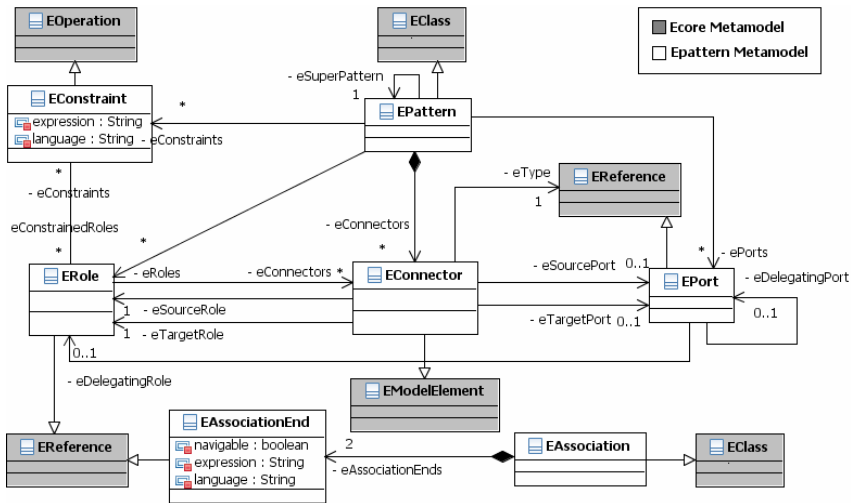 EOperation
EClass
Ecore Metamodel
Epattern Metamodel
- eSuperPattern
1
EConstraint
expression : String
language : String
*
- eConstraints
EPattern
*
- eConstraints
- eType
1
EReference
eConstrainedRoles
*
- eConnectors
*
*
- eRoles
- eConnectors
*
- eSourcePort
0..1
*
- ePorts
- eDelegatingPort
ERole
EConnector
EPort
1
- eSourceRole
1
- eTargetRole
- eTargetPort
0..1
0..1
0..1
- eDelegatingRole
EModelElement
EReference
EAssociationEnd
navigable : boolean
expression : String
language : String
2
- eAssociationEnds
EAssociation
EClass